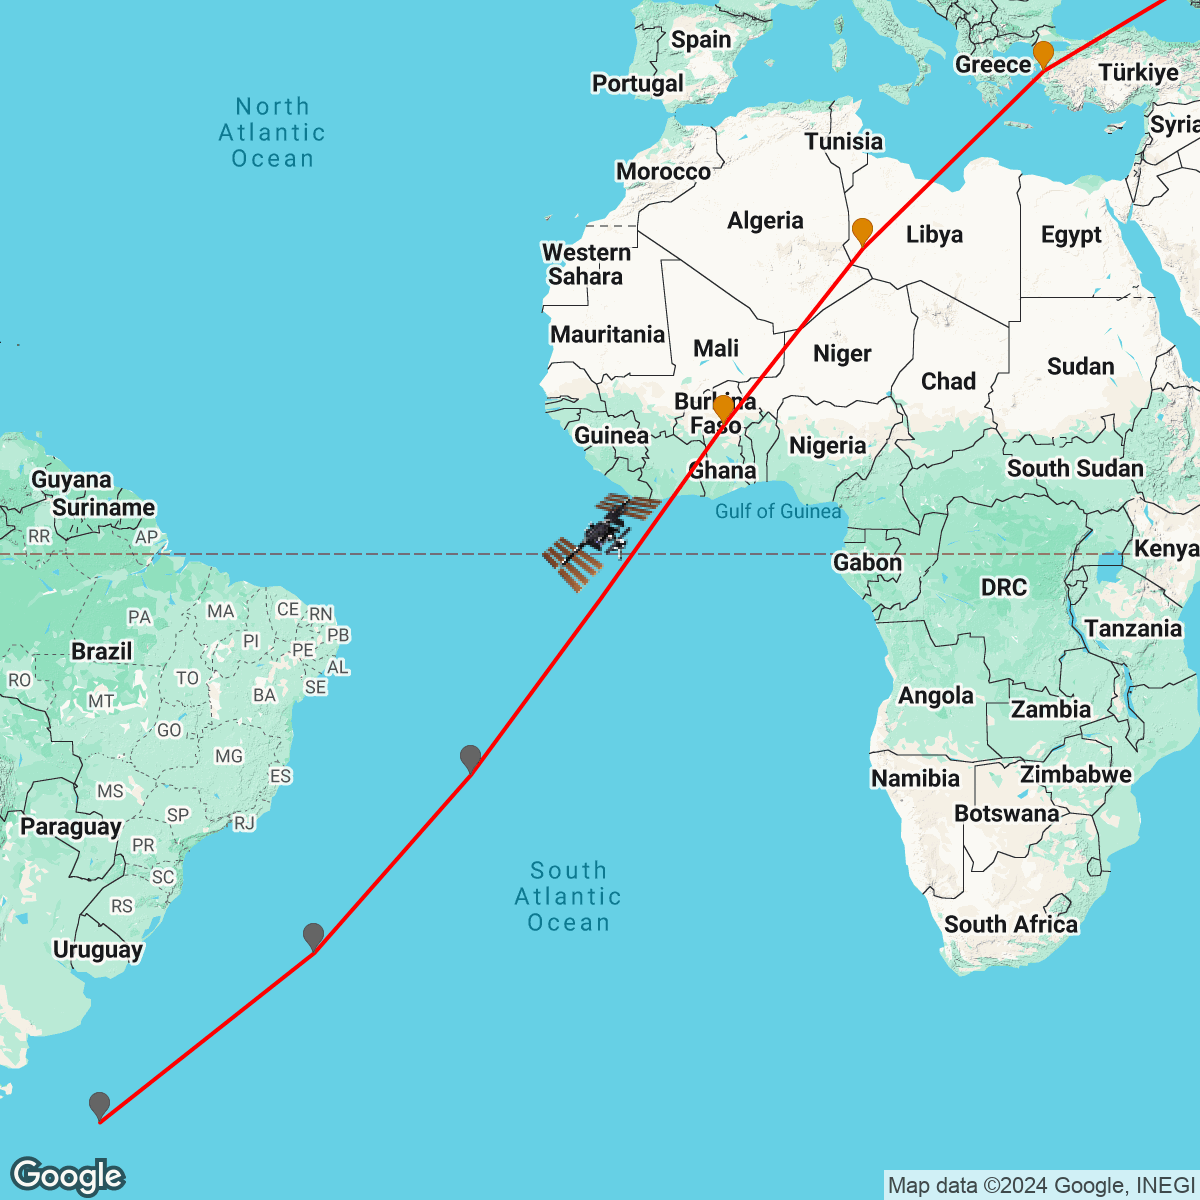 Spain
Greece
Türkiye
Portugal
North
Atlantic
Ocean
Syria
Tunisia
Morocco
Algeria
Libya
Egypt
Western
Sahara
Mauritania
Mali
Niger
Chad
Sudan
Burkina
Faso
Guinea
Nigeria
Ghana
South Sudan
Guyana
Suriname
Gulf of Guinea
RR
AP
Gabon
Kenya
DRC
PA
MA
CE
RN
PI
PB
Tanzania
Brazil
PE
AL
RO
TO
SE
MT
BA
Angola
Zambia
GO
MG
ES
Namibia
Zimbabwe
MS
SP
RJ
Botswana
Paraguay
PR
SC
South
Atlantic
Ocean
RS
South Africa
Uruguay
Google
Map data ©2024 Google, INEGI